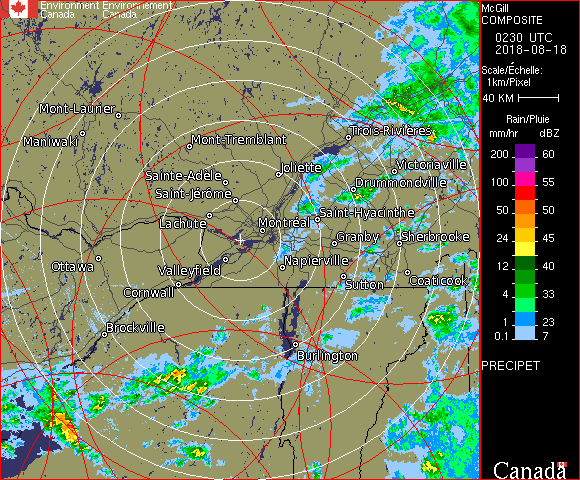 Environment Environnement
Canada Canada
McGill
COMPOSITE
0230 UTC
2018-08-18
Scale/Échelle:
1km/Pixel
40 KM
Rain/Pluie
mm/hr dBZ
200 60
100 55
50 50
24 45
12 40
4 33
1 23
0.1 7
PRECIPET
Canada
Mont-Laurier
Maniwaki
Mont-Tremblant
Trois-Rivières
Joliette
Victoriaville
Sainte-Adèle
Drummondville
Saint-Jérôme
Lachute
Saint-Hyacinthe
Montréal
Granby
Sherbrooke
Ottawa
Valleyfield
Napierville
Cornwall
Sutton
Coaticook
Brockville
Burlington